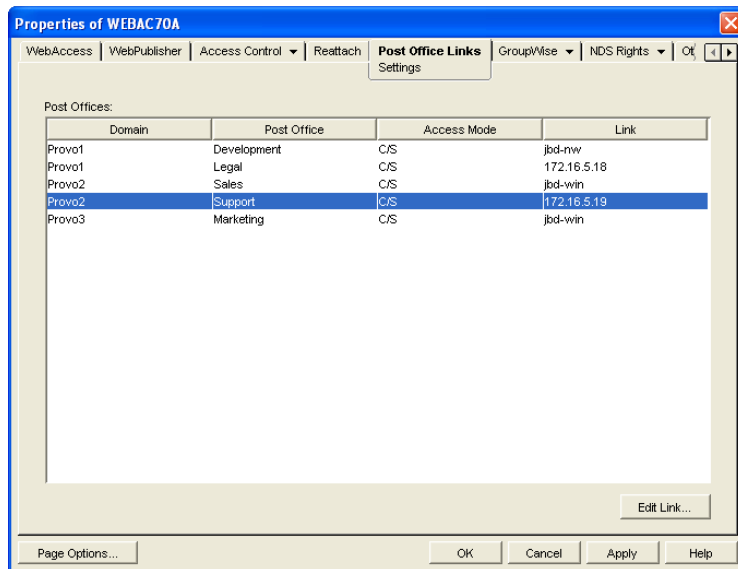 Properties of WEBAC70A
WebAccess WebPublisher Access Control Reattach Post Office Links GroupWise NDS Rights Ot
Settings
Post Offices:
Domain Post Office Access Mode Link
Provo1 Development C/S jbd-nw
Provo1 Legal C/S 172.16.5.18
Provo2 Sales C/S jbd-win
Provo2 Support C/S 172.16.5.19
Provo3 Marketing C/S jbd-win
Edit Link...
Page Options... OK Cancel Apply Help